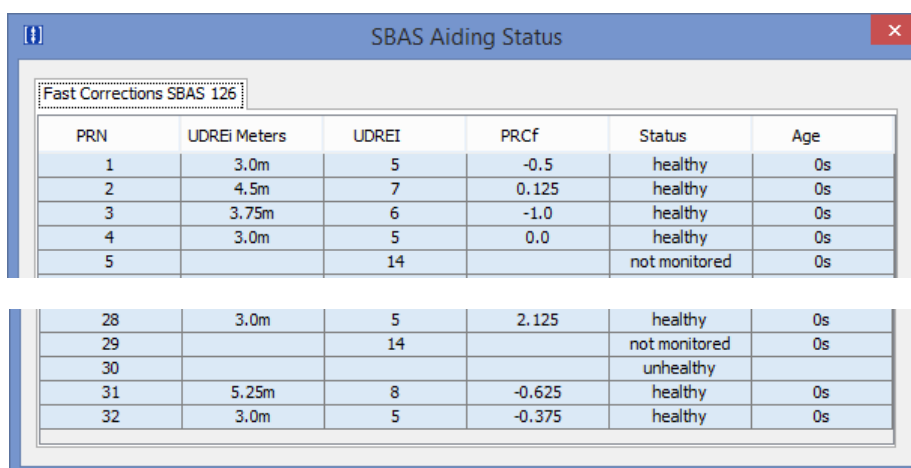 SBAS Aiding Status
Fast Corrections SBAS 126
PRN UDREi Meters UDREI PRCf Status Age
1 3.0m 5 -0.5 healthy 0s
2 4.5m 7 0.125 healthy 0s
3 3.75m 6 -1.0 healthy 0s
4 3.0m 5 0.0 healthy 0s
5 14 not monitored 0s
28 3.0m 5 2.125 healthy 0s
29 14 not monitored 0s
30 unhealthy
31 5.25m 8 -0.625 healthy 0s
32 3.0m 5 -0.375 healthy 0s